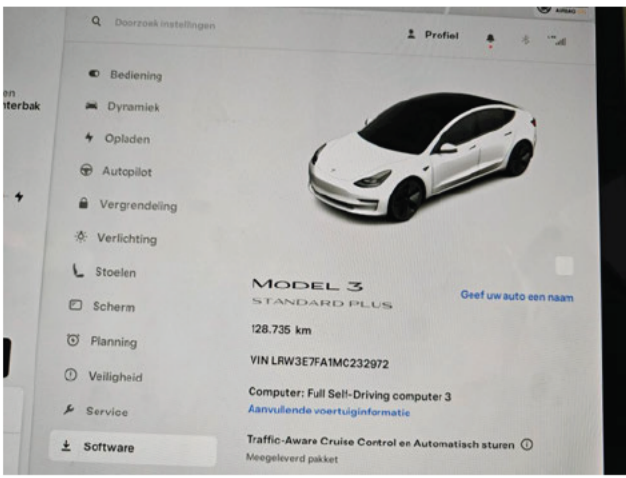 AIRBAG
Doorzoek instellingen
Profiel
en
hterbak
Bediening
Dynamiek
Opladen
Autopilot
Vergrendeling
Verlichting
Stoelen
Scherm
Planning
Veiligheid
Service
Software
MODEL 3
STANDARD PLUS
Geef uw auto een naam
128.735 km
VIN LRW3E7FA1MC232972
Computer: Full Self-Driving computer 3
Aanvullende voertuiginformatie
Traffic-Aware Cruise Control en Automatisch sturen
Meegeleverd pakket